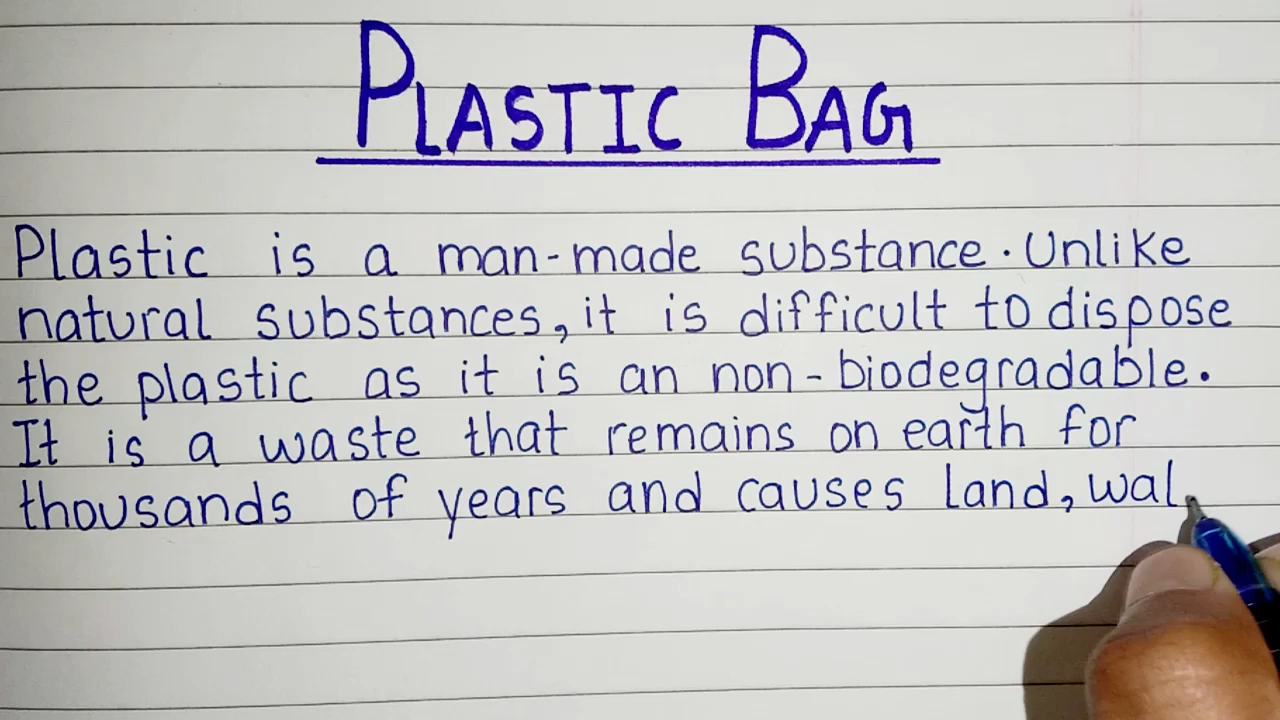 PLASTIC BAG
Plastic is a man-made substance. Unlike
natural substances, it is difficult to dispose
the plastic as it is an non-biodegradable.
It is a waste that remains on earth for
thousands of years and causes land, wal